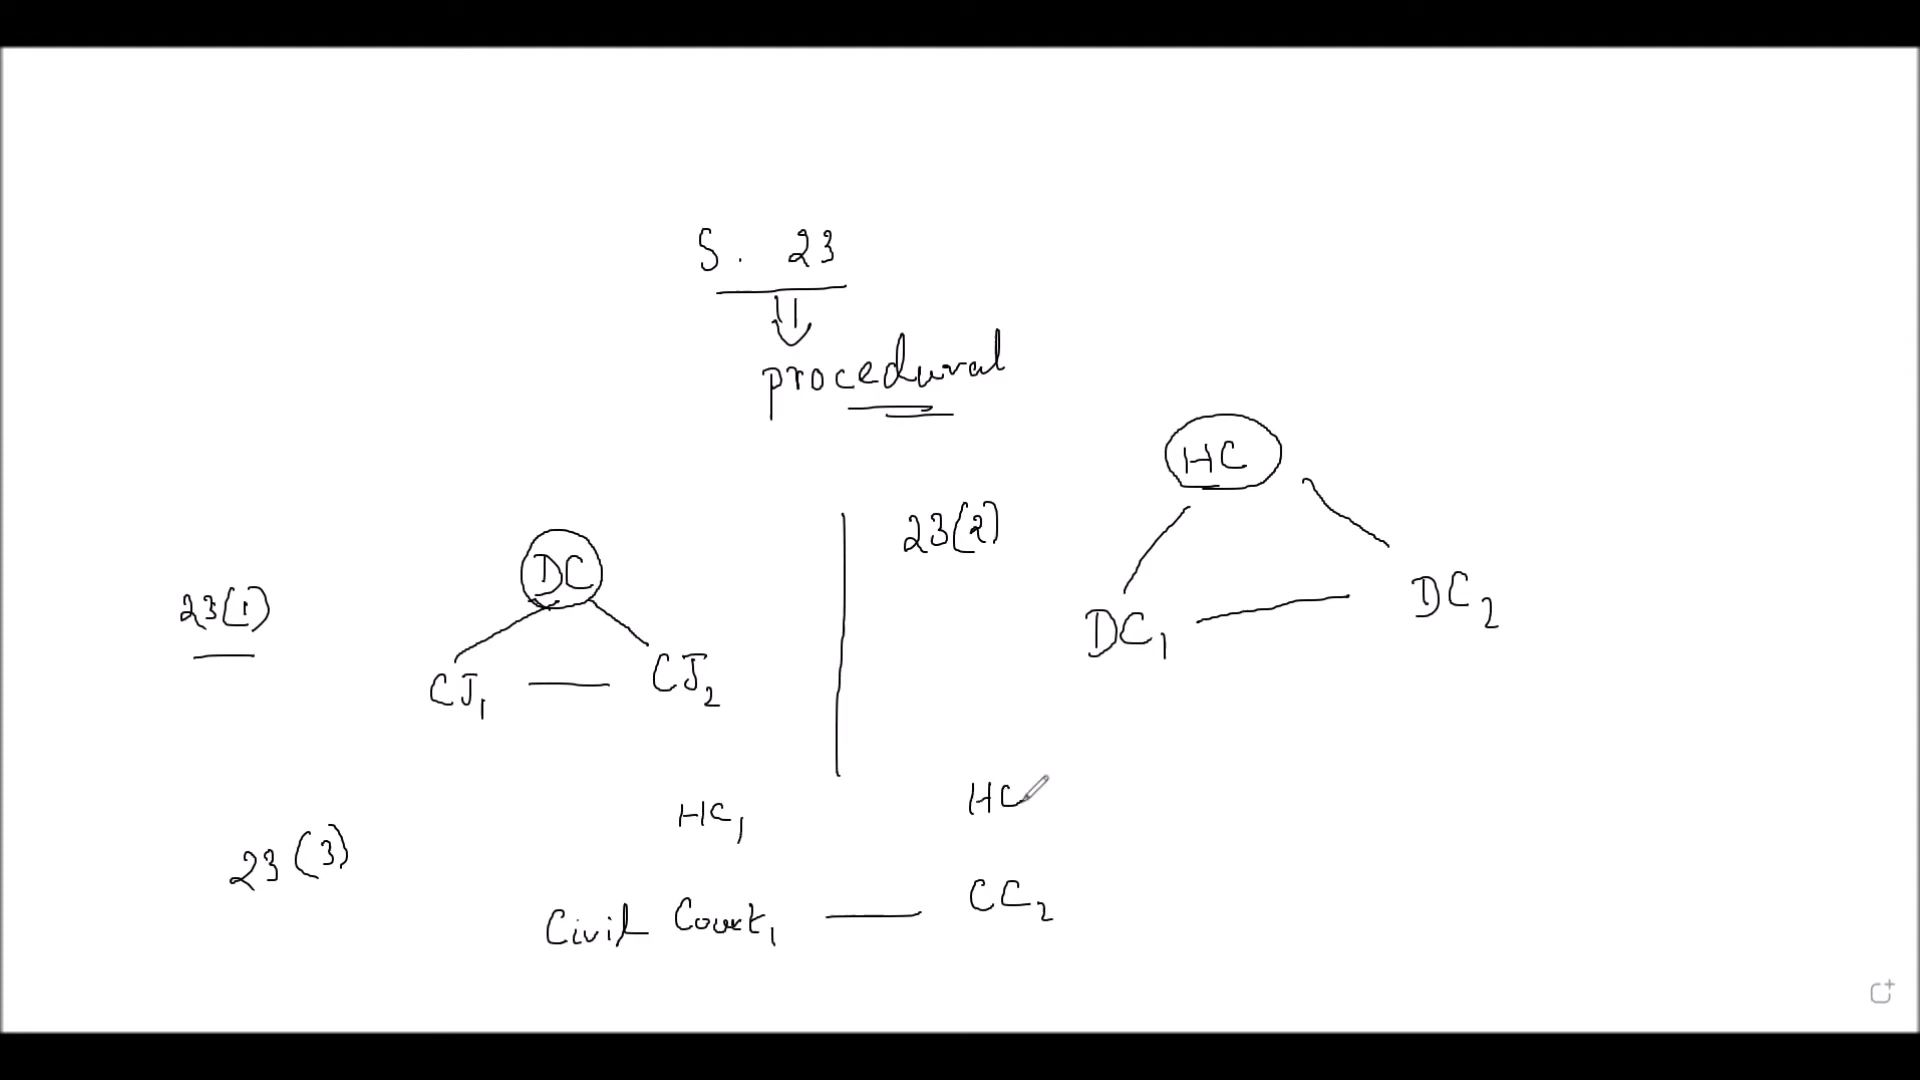 S. 23
procedural
HC
23(2)
DC
23(1)
DC1
DC2
CJ1
CJ2
HC1
HC
23(3)
Civil Court1
CC2